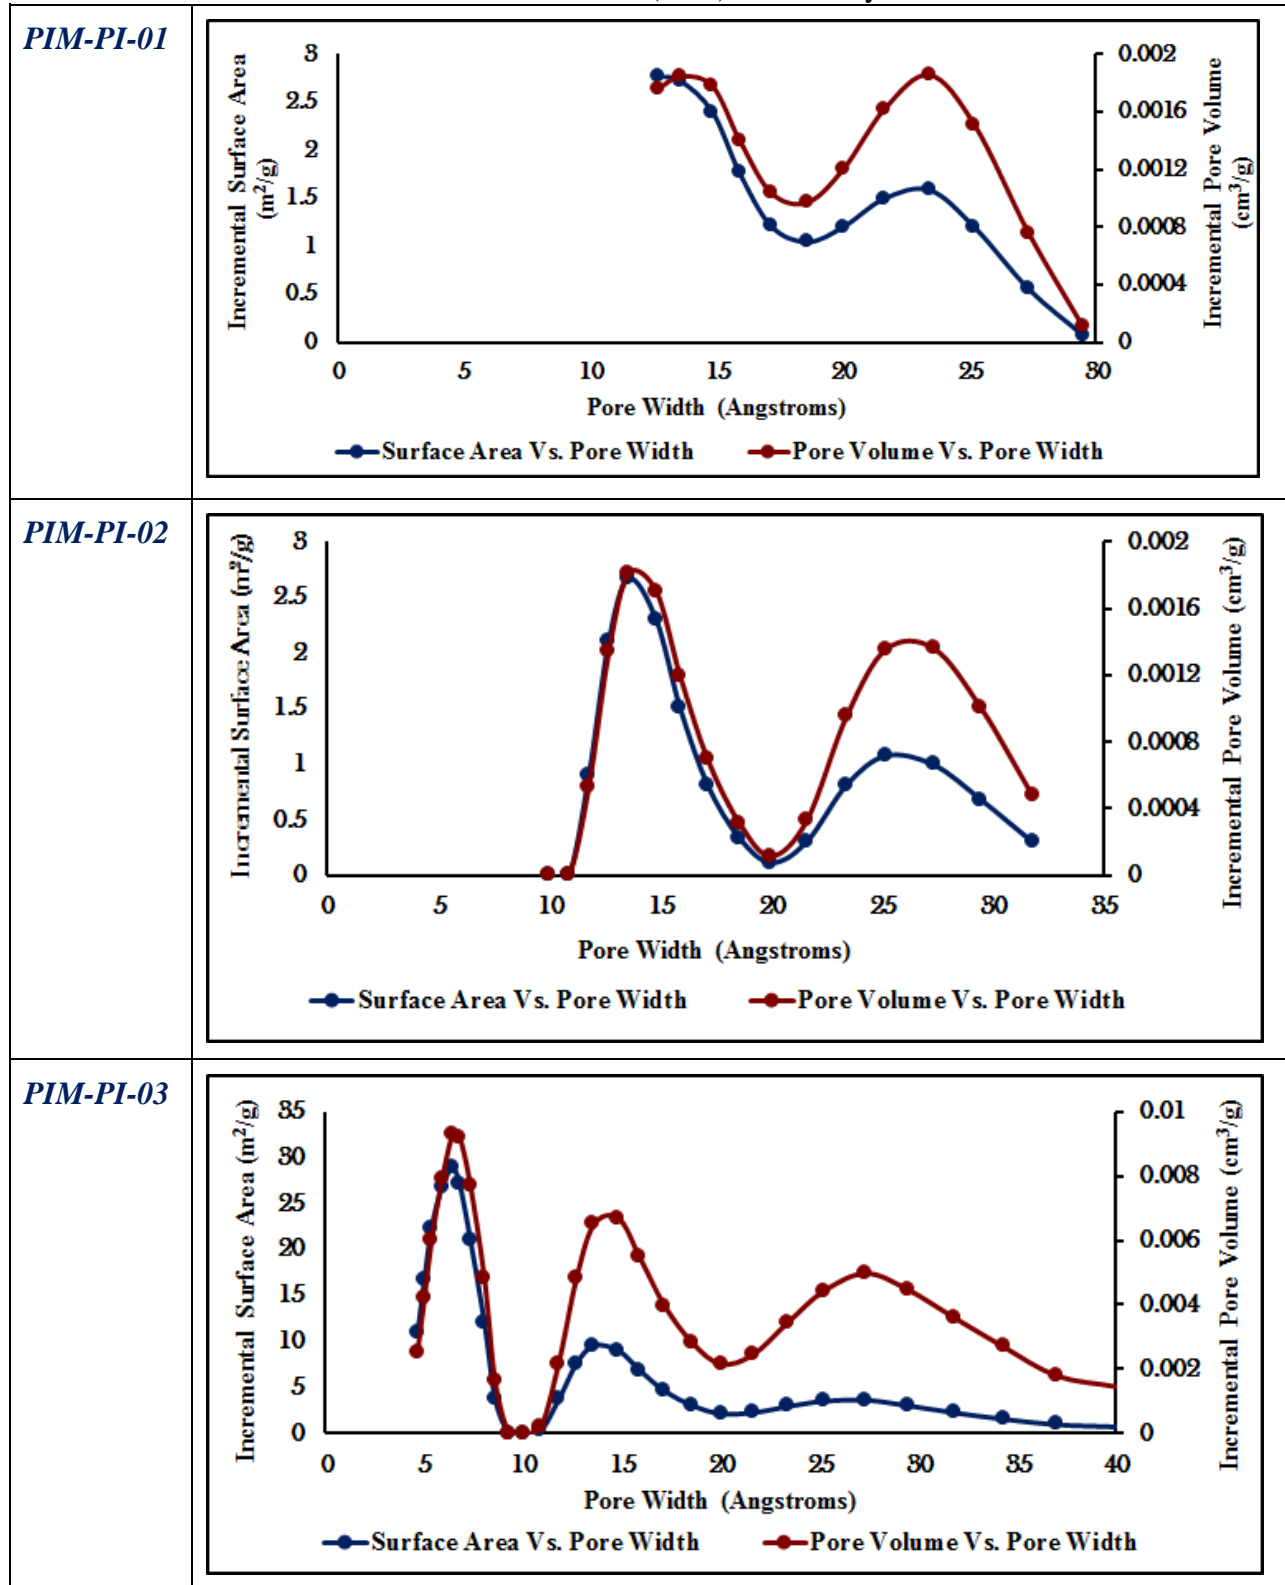 PIM-PI-01
Incremental Surface Area (m²/g)
3
2.5
2
1.5
1
0.5
0
0.002
0.0016
0.0012
0.0008
0.0004
0
Incremental Pore Volume (cm³/g)
0 5 10 15 20 25 30
Pore Width (Angstroms)
Surface Area Vs. Pore Width Pore Volume Vs. Pore Width
PIM-PI-02
Incremental Surface Area (m²/g)
3
2.5
2
1.5
1
0.5
0
0.002
0.0016
0.0012
0.0008
0.0004
0
Incremental Pore Volume (cm³/g)
0 5 10 15 20 25 30 35
Pore Width (Angstroms)
Surface Area Vs. Pore Width Pore Volume Vs. Pore Width
PIM-PI-03
Incremental Surface Area (m²/g)
35
30
25
20
15
10
5
0
0.01
0.008
0.006
0.004
0.002
0
Incremental Pore Volume (cm³/g)
0 5 10 15 20 25 30 35 40
Pore Width (Angstroms)
Surface Area Vs. Pore Width Pore Volume Vs. Pore Width